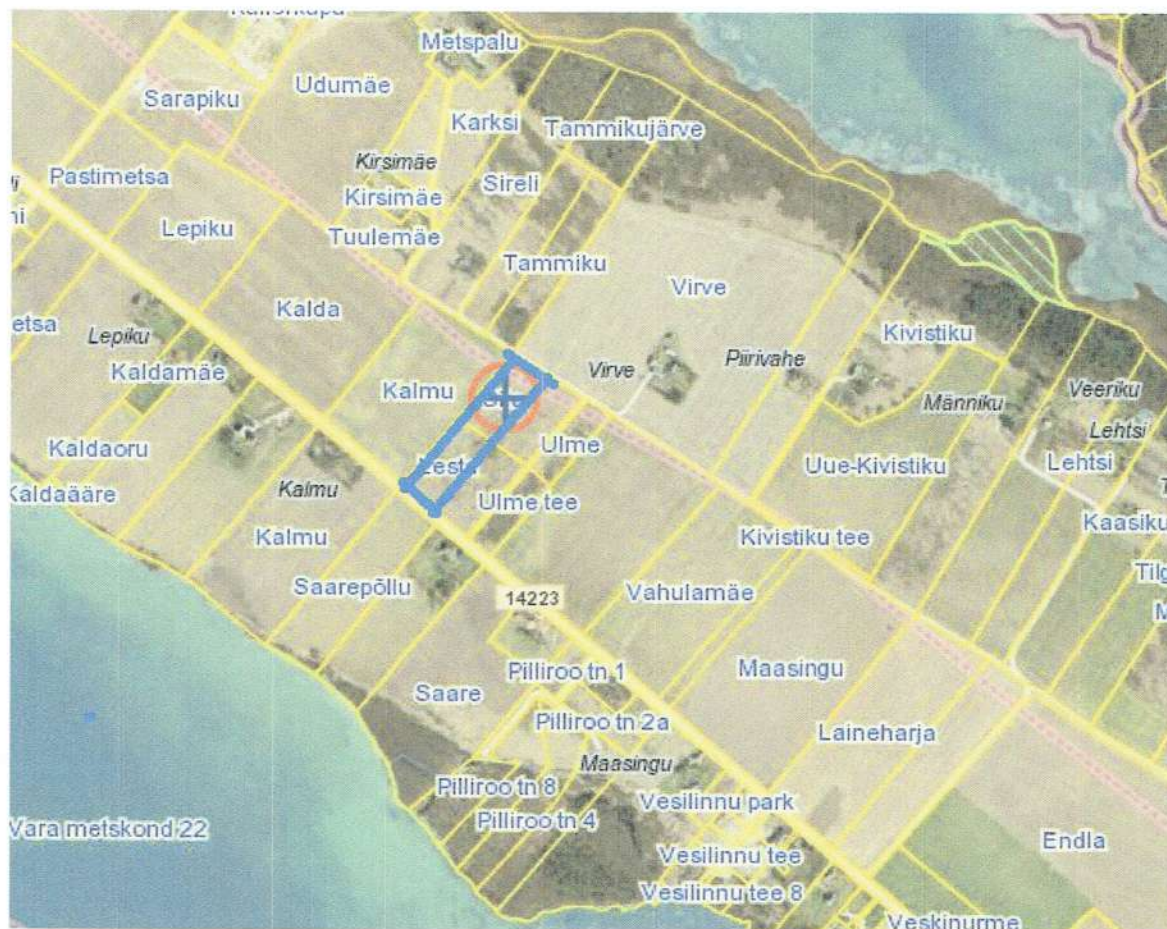 Metspalu
Udumäe
Sarapiku
Karksi
Tammikujärve
Kirsimäe
Pastimetsa
Sireli
Kirsimäe
Lepiku
Tuulemäe
Tammiku
Virve
Kalda
Kivistiku
Lepiku
Piirivahe
Virve
Kaldamäe
Kalmu
Veeriku
Männiku
Lehtsi
Kaldaoru
Ulme
Lehtsi
Uue-Kivistiku
Kalmu
Kaldaääre
Ulme tee
Kaasiku
Kalmu
Kivistiku tee
Saarepõllu
Vahulamäe
14223
Pilliroo tn 1
Maasingu
Saare
Pilliroo tn 2a
Laineharja
Maasingu
Pilliroo tn 8
Vesilinnu park
Pilliroo tn 4
Vara metskond 22
Endla
Vesilinnu tee
Vesilinnu tee 8
Veskinurme